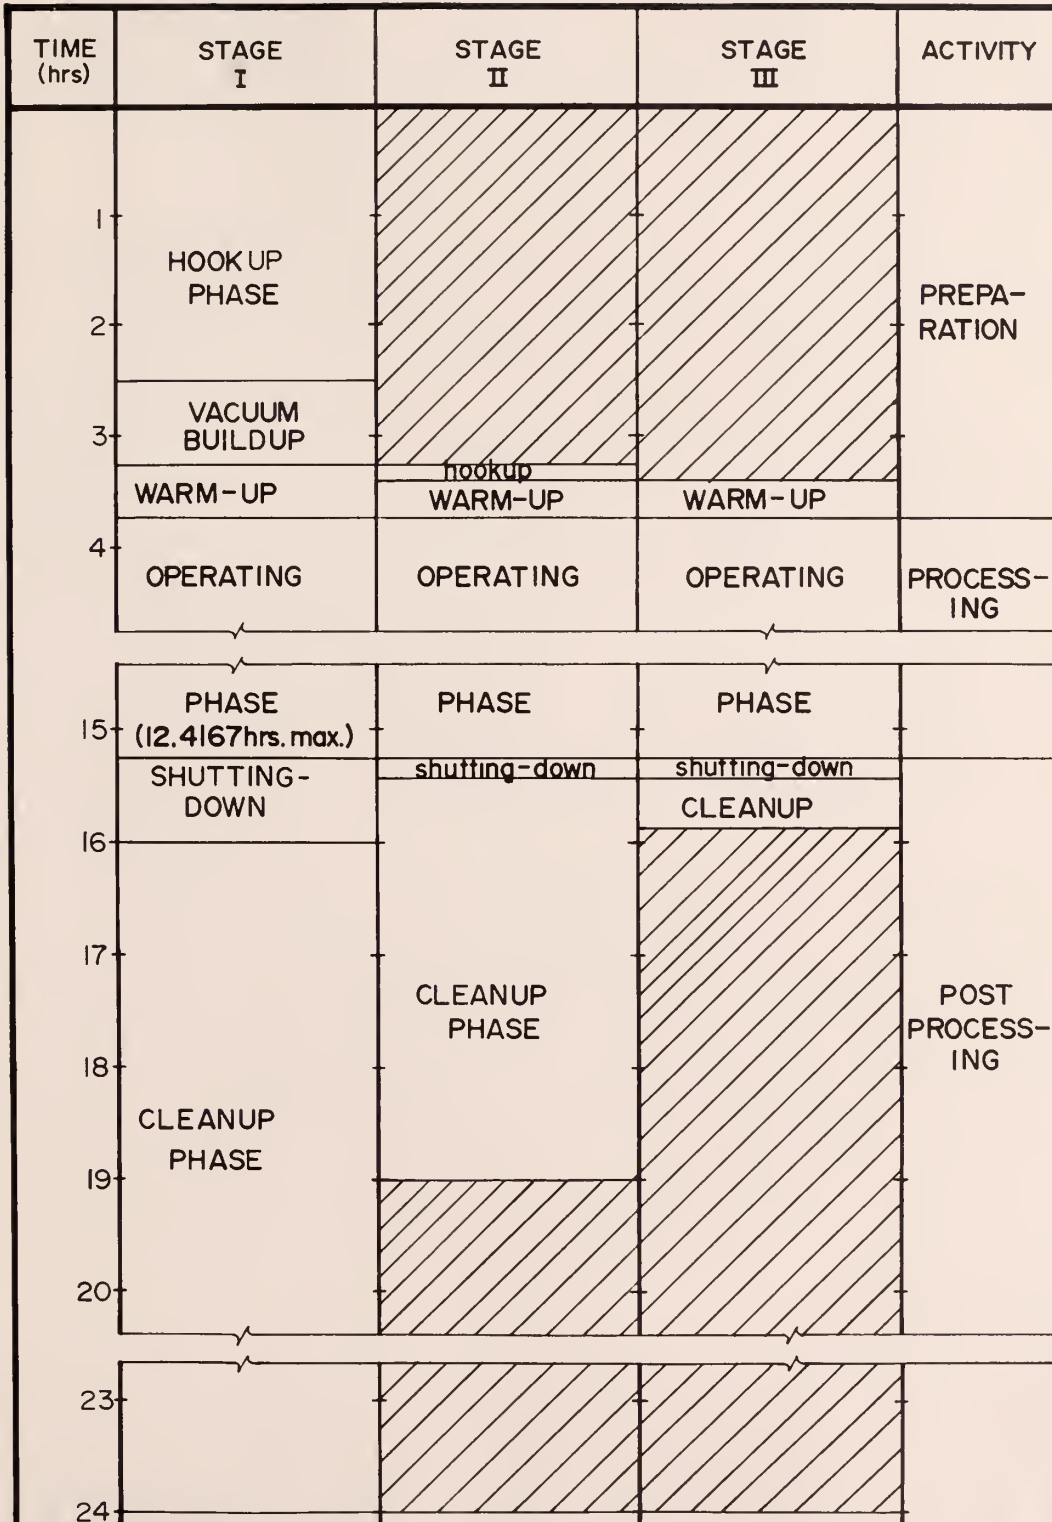 TIME
(hrs)
STAGE
I
STAGE
II
STAGE
III
ACTIVITY
1
HOOKUP
PHASE
2
PREPA-
RATION
VACUUM
BUILDUP
3
hookup
WARM-UP
WARM-UP
WARM-UP
4
OPERATING
OPERATING
OPERATING
PROCESS-
ING
PHASE
(12.4167hrs. max.)
PHASE
PHASE
15
SHUTTING-
DOWN
shutting-down
shutting-down
CLEANUP
16
17
CLEANUP
PHASE
POST
PROCESS-
ING
18
CLEANUP
PHASE
19
20
23
24